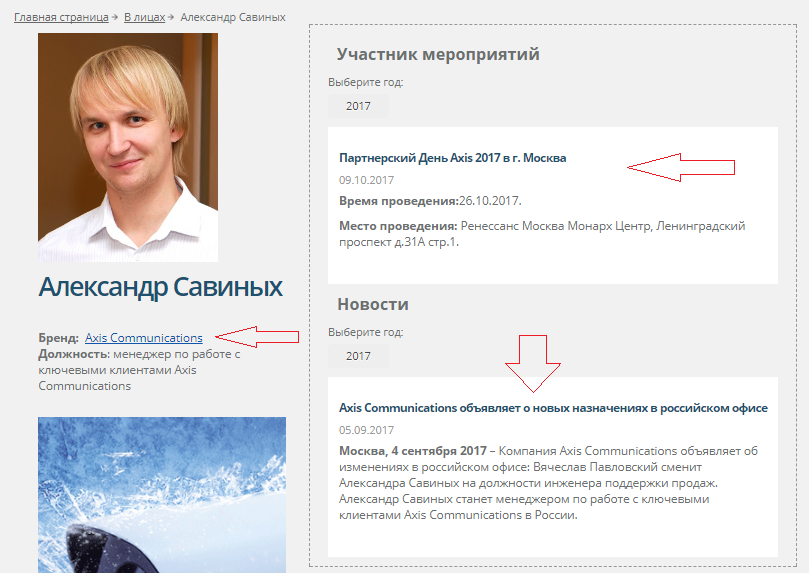 Главная страница → В лицах → Александр Савиных
Александр Савиных
Бренд: Axis Communications
Должность: менеджер по работе с
ключевыми клиентами Axis
Communications
Участник мероприятий
Выберите год:
2017
Партнерский День Axis 2017 в г. Москва
09.10.2017
Время проведения:26.10.2017.
Место проведения: Ренессанс Москва Монарх Центр, Ленинградский
проспект д.31А стр.1.
Новости
Выберите год:
2017
Axis Communications объявляет о новых назначениях в российском офисе
05.09.2017
Москва, 4 сентября 2017 – Компания Axis Communications объявляет об
изменениях в российском офисе: Вячеслав Павловский сменит
Александра Савиных на должности инженера поддержки продаж.
Александр Савиных станет менеджером по работе с ключевыми
клиентами Axis Communications в России.